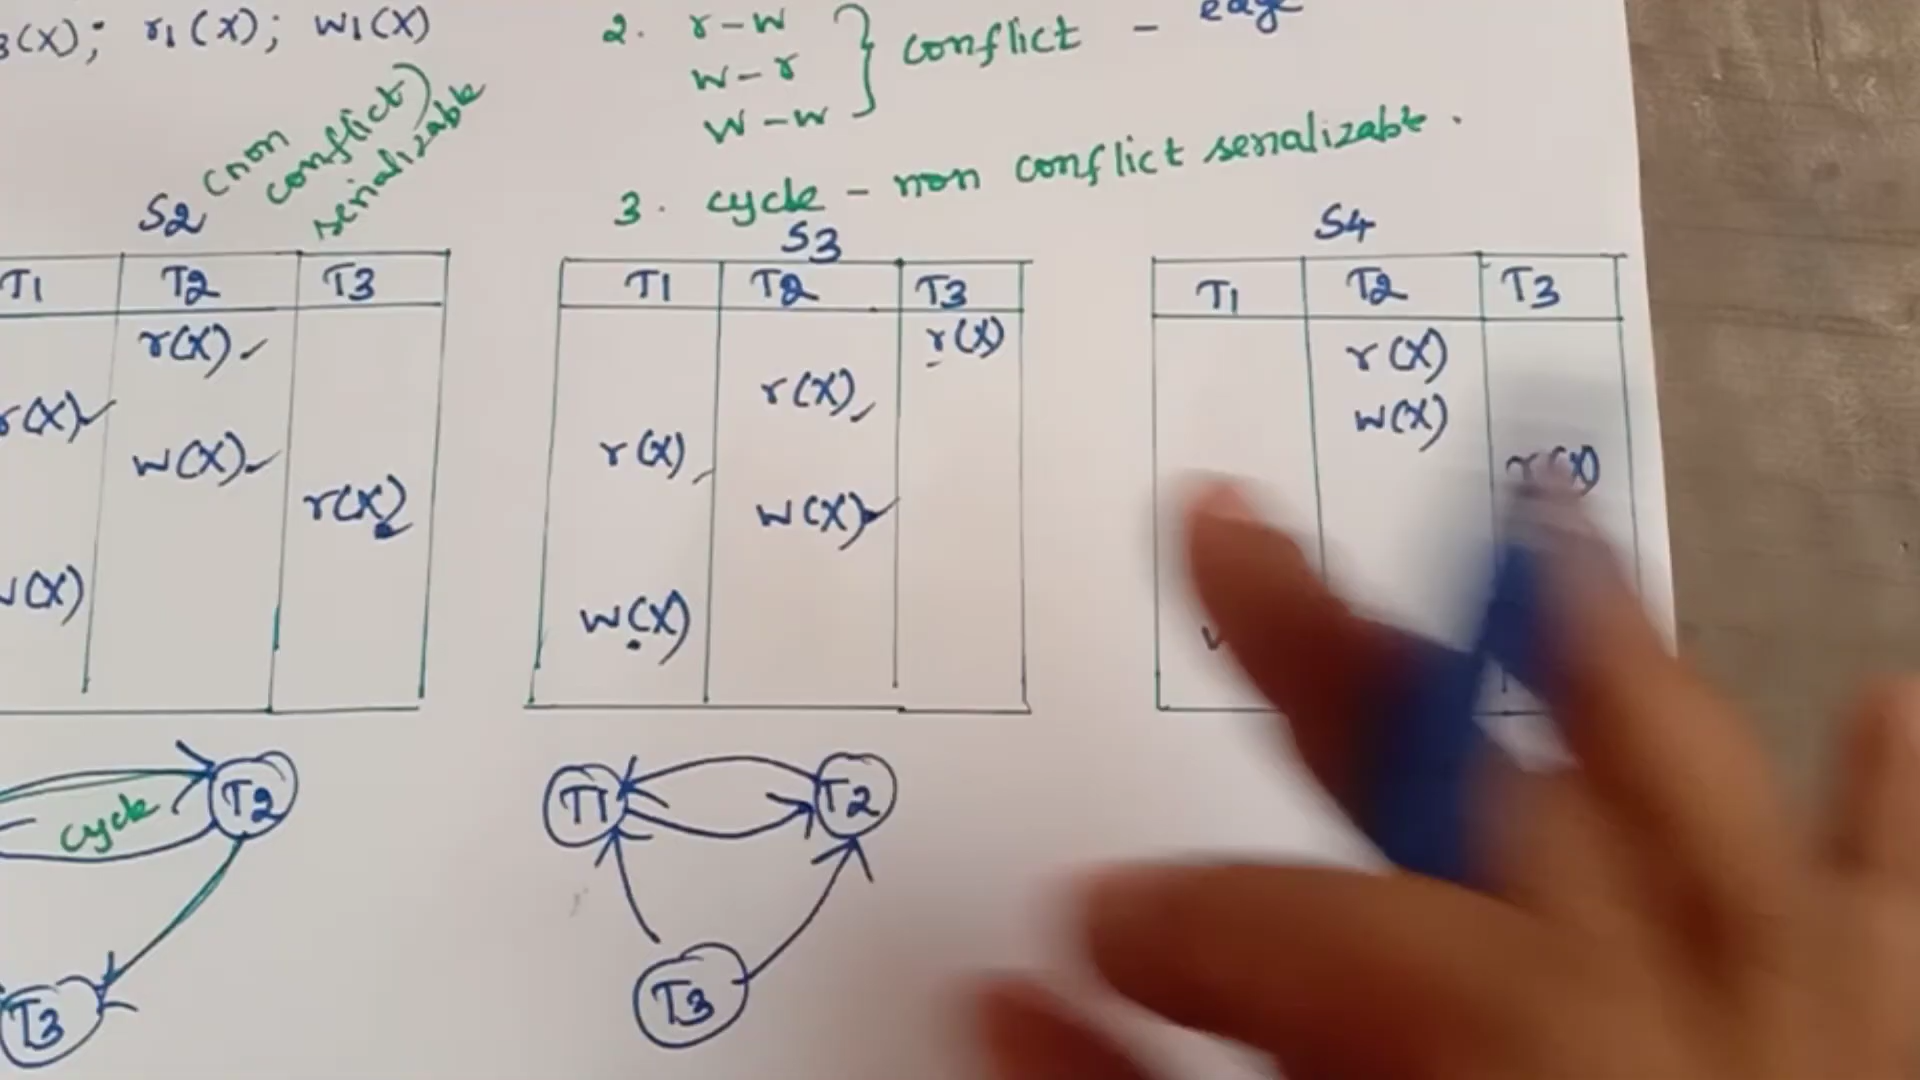 3(X); r1(X); w1(X)
2. r-w
w-r
w-w
conflict - edge
3. cycle - non conflict serializable.
S2 (non conflict) serializable
T1 T2 T3
r(X)
r(X)
w(X)
r(X)
w(X)
cycle
T2
T3
S3
T1 T2 T3
r(X)
r(X)
r(X)
w(X)
w(X)
T1 T2
T3
S4
T1 T2 T3
r(X)
w(X)
r(X)